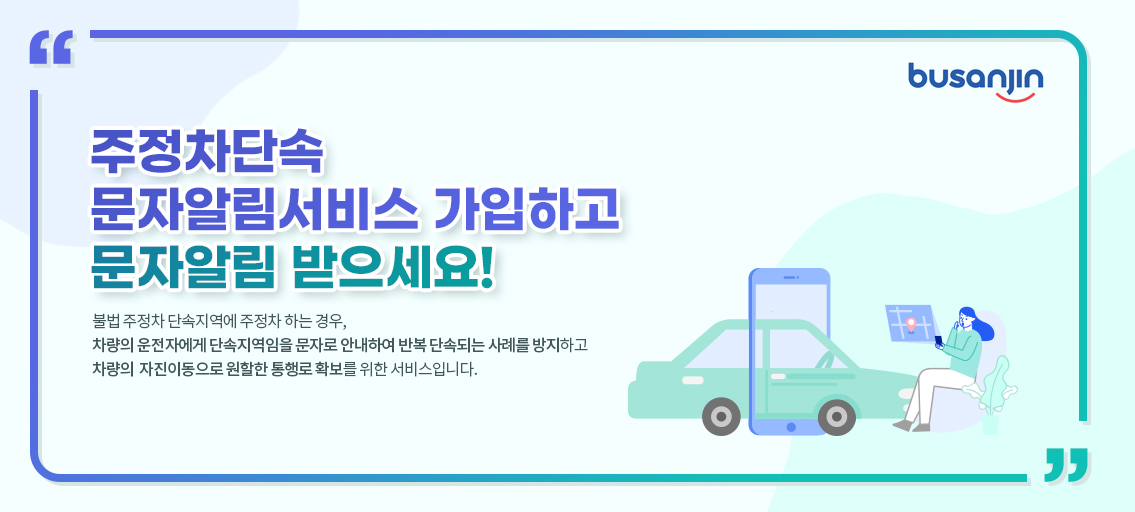 busanjin
주정차단속
문자알림서비스 가입하고
문자알림 받으세요!
불법 주정차 단속지역에 주정차 하는 경우,
차량의 운전자에게 단속지역임을 문자로 안내하여 반복 단속되는 사례를 방지하고
차량의 자진이동으로 원할한 통행로 확보를 위한 서비스입니다.